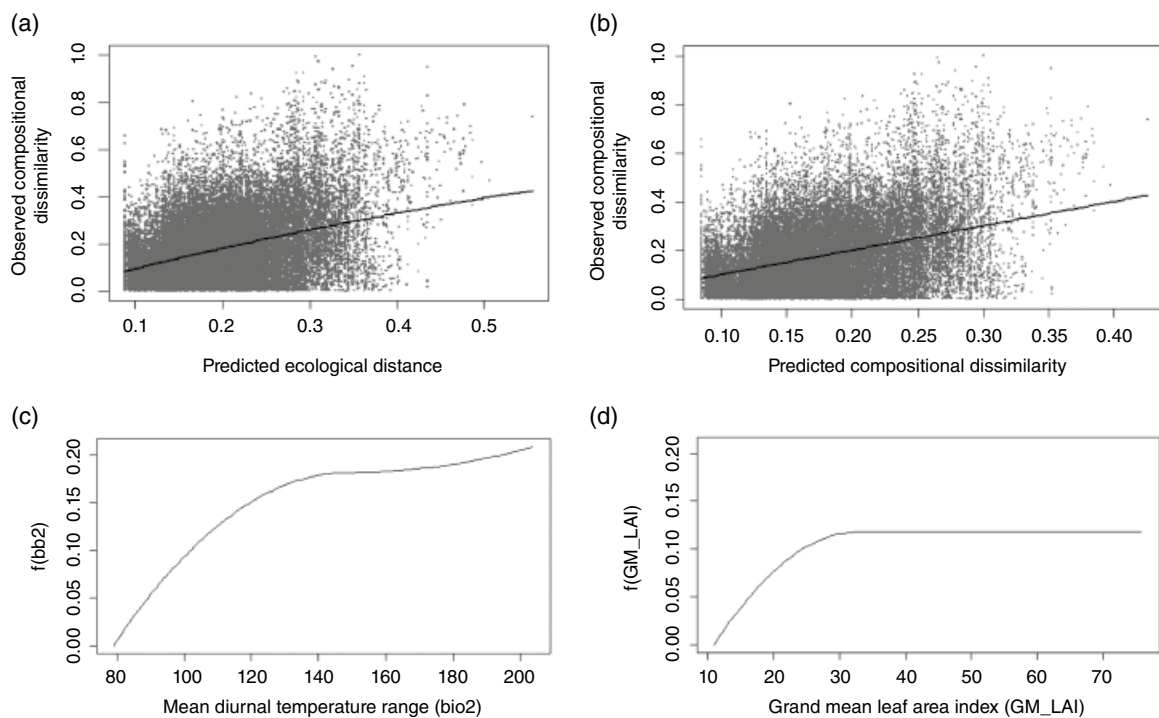 (a)
Observed compositional
dissimilarity
1.0
0.8
0.6
0.4
0.2
0.0
0.1 0.2 0.3 0.4 0.5
Predicted ecological distance
(b)
Observed compositional
dissimilarity
1.0
0.8
0.6
0.4
0.2
0.0
0.10 0.15 0.20 0.25 0.30 0.35 0.40
Predicted compositional dissimilarity
(c)
f(bb2)
0.20
0.15
0.10
0.05
0.00
80 100 120 140 160 180 200
Mean diurnal temperature range (bio2)
(d)
f(GM_LAI)
0.20
0.15
0.10
0.05
0.00
10 20 30 40 50 60 70
Grand mean leaf area index (GM_LAI)